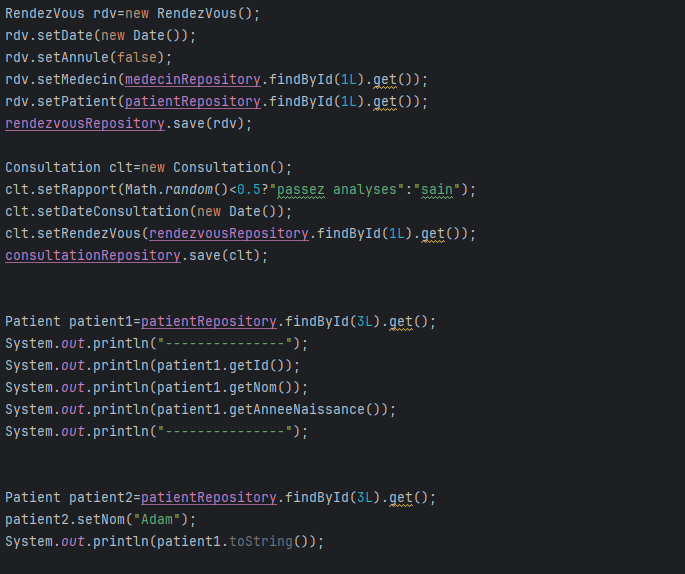 RendezVous rdv=new RendezVous();
rdv.setDate(new Date());
rdv.setAnnule(false);
rdv.setMedecin(medecinRepository.findById(1L).get());
rdv.setPatient(patientRepository.findById(1L).get());
rendezvousRepository.save(rdv);
Consultation clt=new Consultation();
clt.setRapport(Math.random()<0.5?"passez analyses":"sain");
clt.setDateConsultation(new Date());
clt.setRendezVous(rendezvousRepository.findById(1L).get());
consultationRepository.save(clt);
Patient patient1=patientRepository.findById(3L).get();
System.out.println("---------------");
System.out.println(patient1.getId());
System.out.println(patient1.getNom());
System.out.println(patient1.getAnneeNaissance());
System.out.println("---------------");
Patient patient2=patientRepository.findById(3L).get();
patient2.setNom("Adam");
System.out.println(patient1.toString());